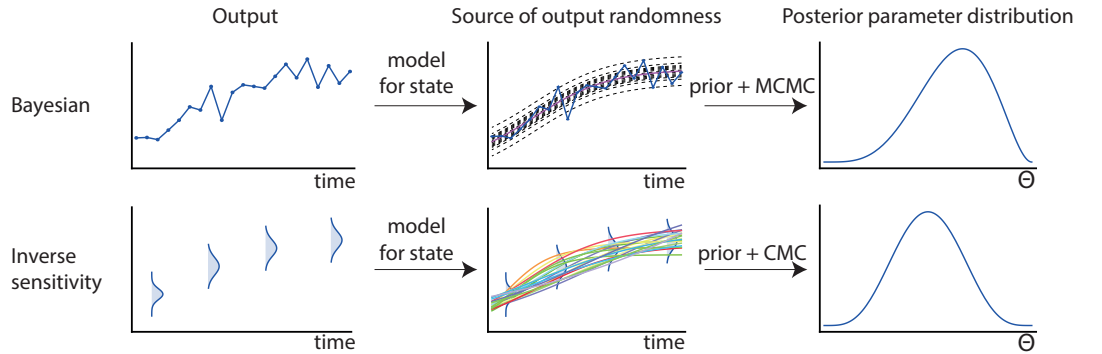 Output
Source of output randomness
Posterior parameter distribution
Bayesian
model
for state
prior + MCMC
time
time
Θ
Inverse
sensitivity
model
for state
prior + CMC
time
time
Θ